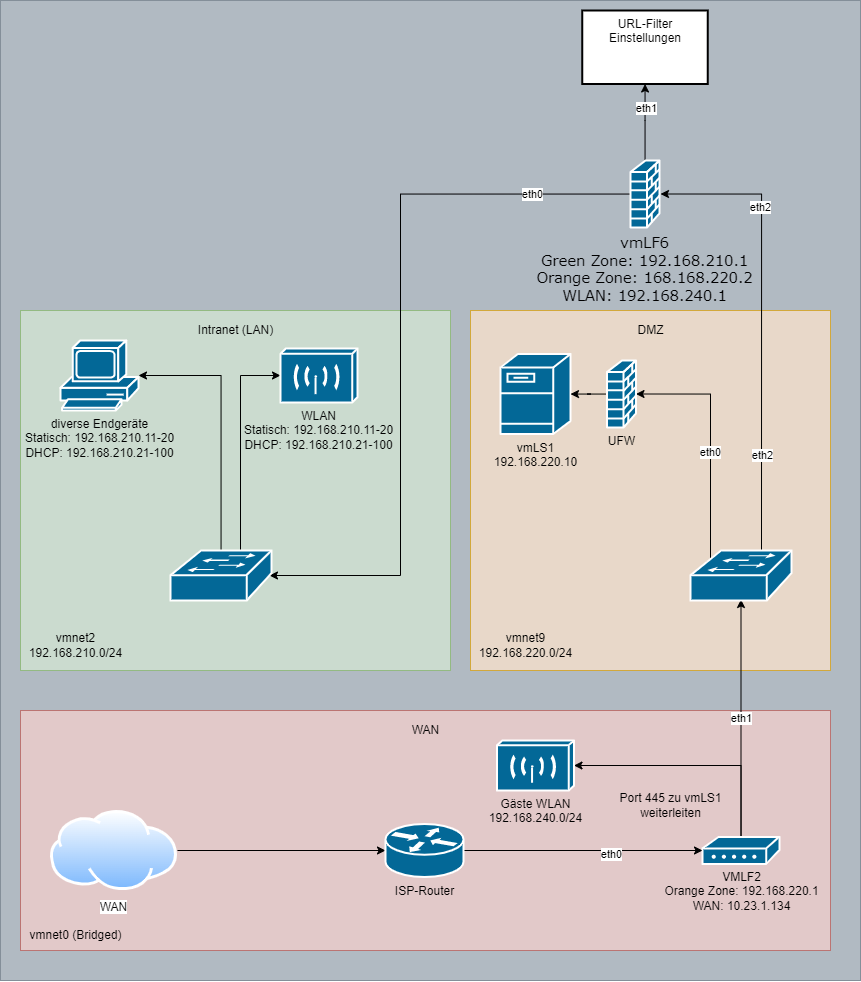 URL-Filter
Einstellungen
eth1
eth0
eth2
vmLF6
Green Zone: 192.168.210.1
Orange Zone: 168.168.220.2
WLAN: 192.168.240.1
Intranet (LAN)
diverse Endgeräte
Statisch: 192.168.210.11-20
DHCP: 192.168.210.21-100
WLAN
Statisch: 192.168.210.11-20
DHCP: 192.168.210.21-100
vmnet2
192.168.210.0/24
DMZ
vmLS1
192.168.220.10
UFW
eth0
eth2
vmnet9
192.168.220.0/24
eth1
WAN
Gäste WLAN
192.168.240.0/24
Port 445 zu vmLS1
weiterleiten
WAN
ISP-Router
eth0
VMLF2
Orange Zone: 192.168.220.1
WAN: 10.23.1.134
vmnet0 (Bridged)